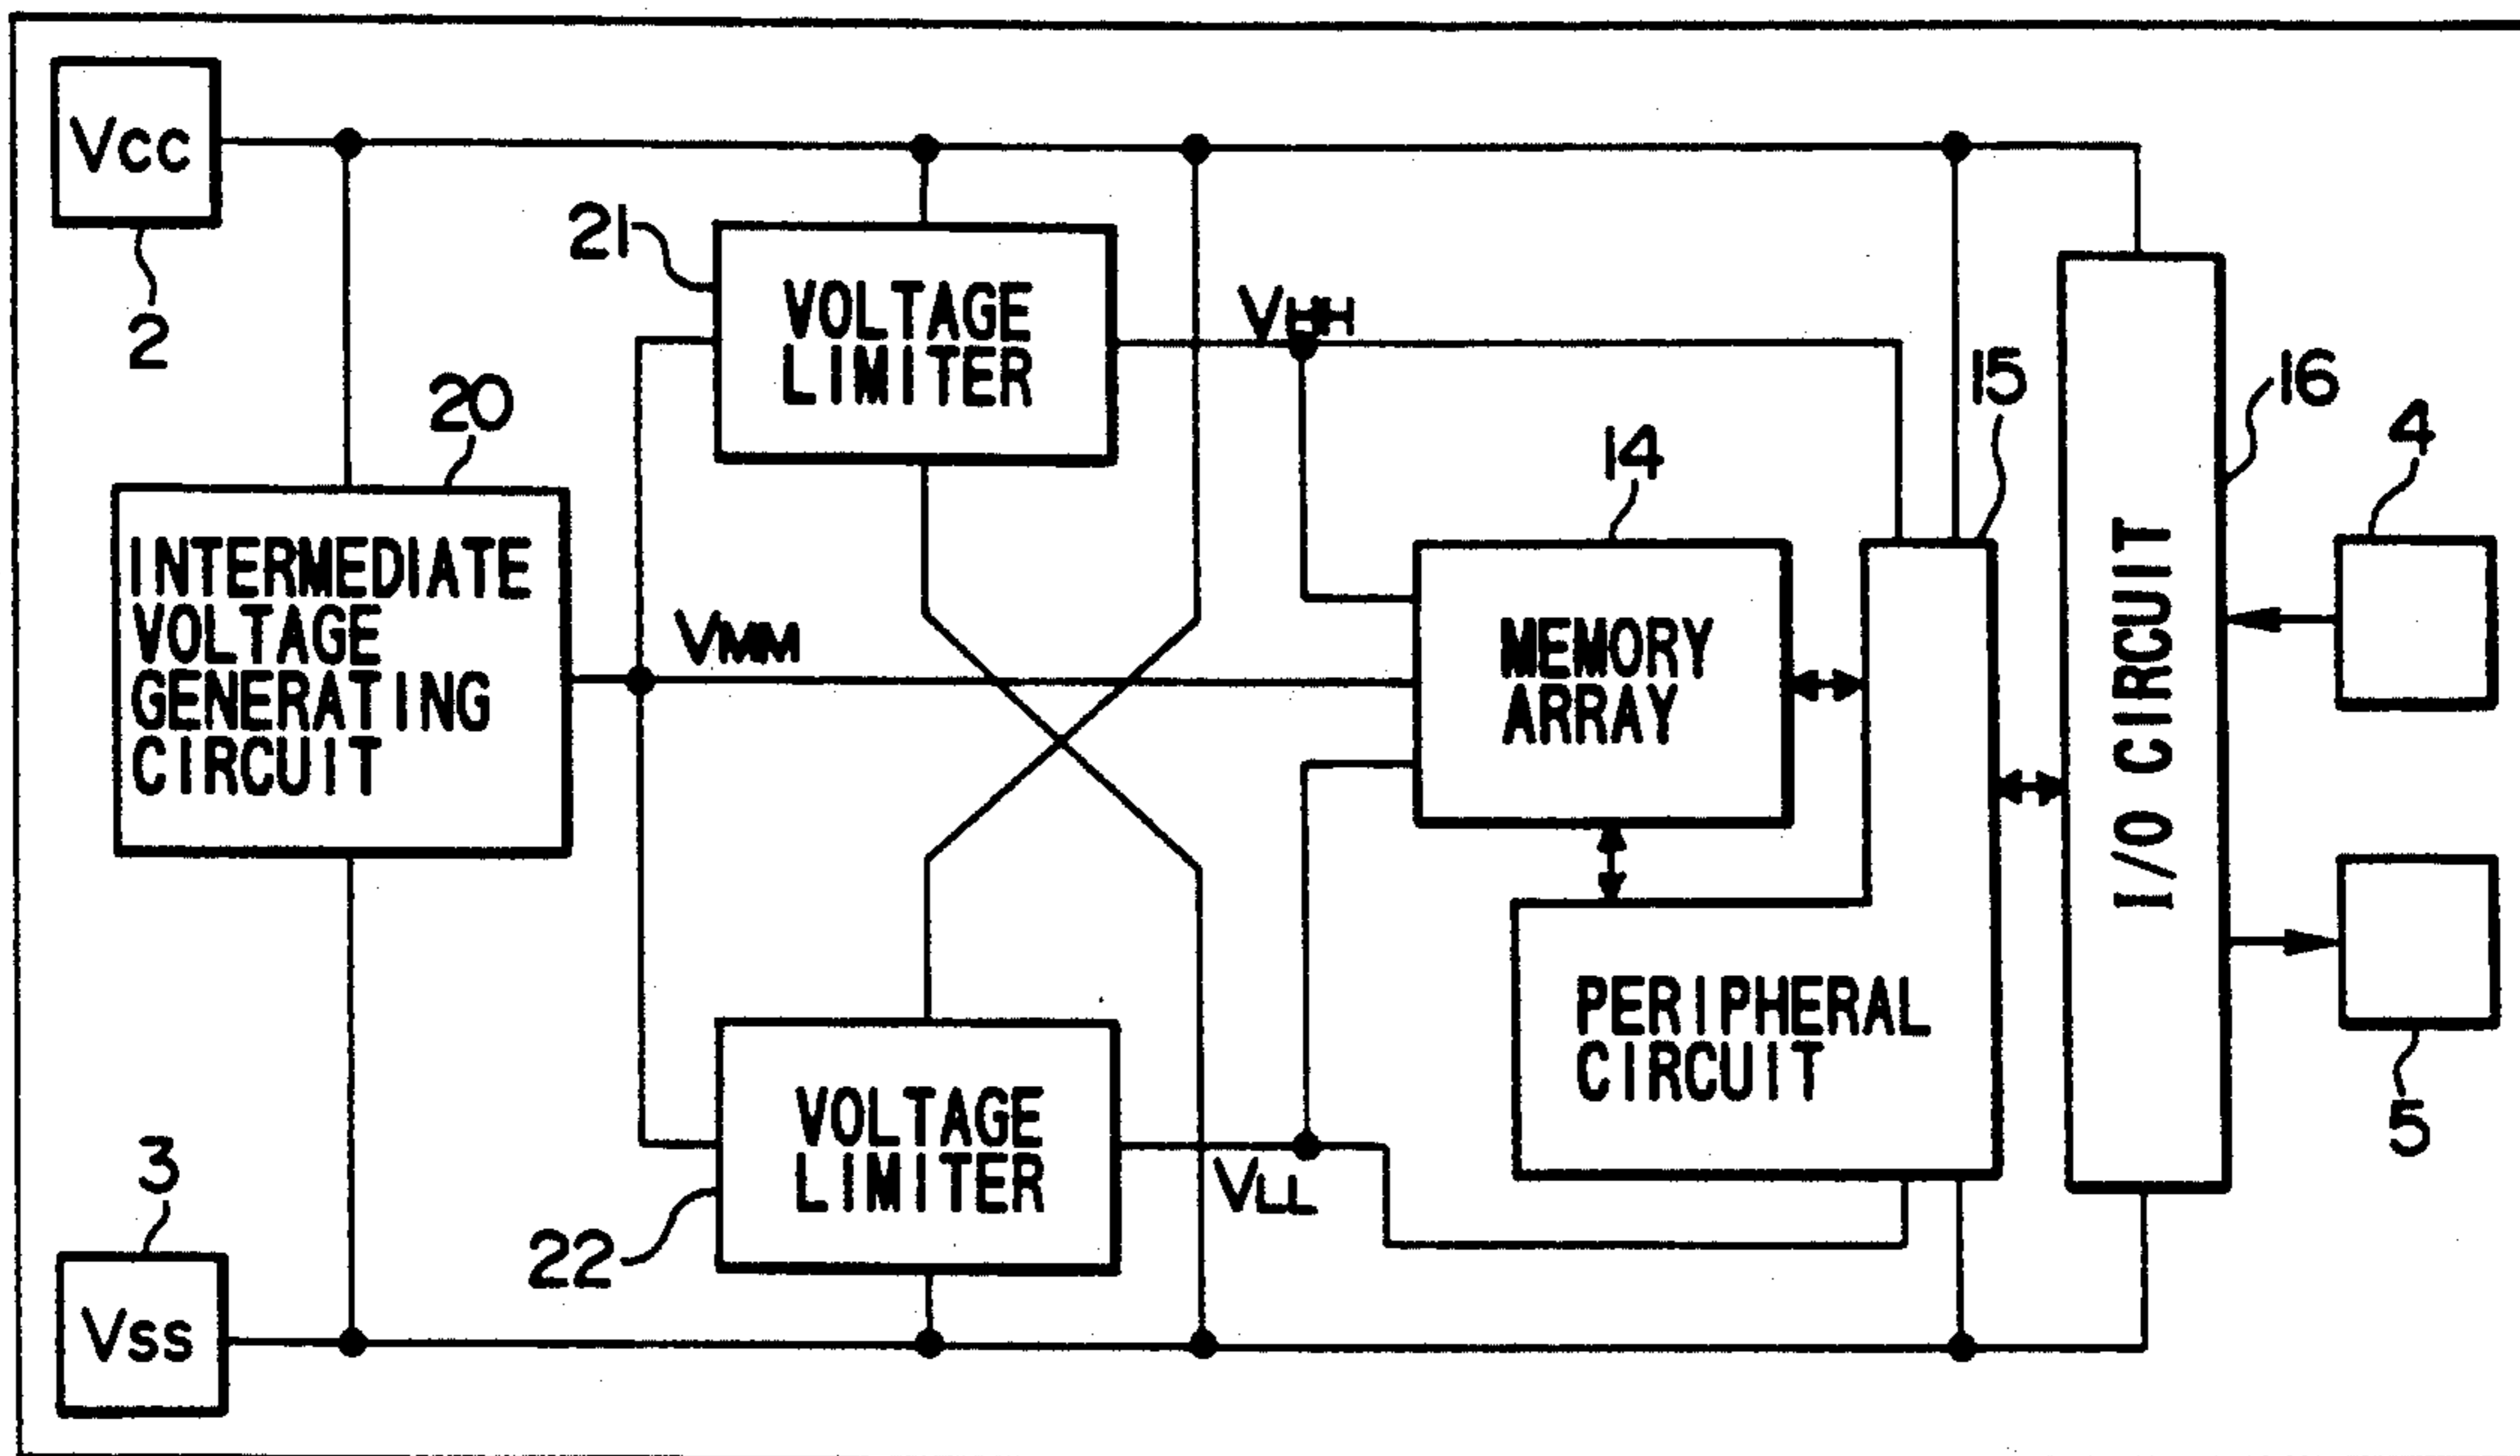 Vcc
2
21
VOLTAGE
LIMITER
VHH
15
16
4
20
14
INTERMEDIATE
VOLTAGE
GENERATING
CIRCUIT
VMM
MEMORY
ARRAY
I/O CIRCUIT
PERIPHERAL
CIRCUIT
VOLTAGE
LIMITER
VLL
22
5
3
Vss